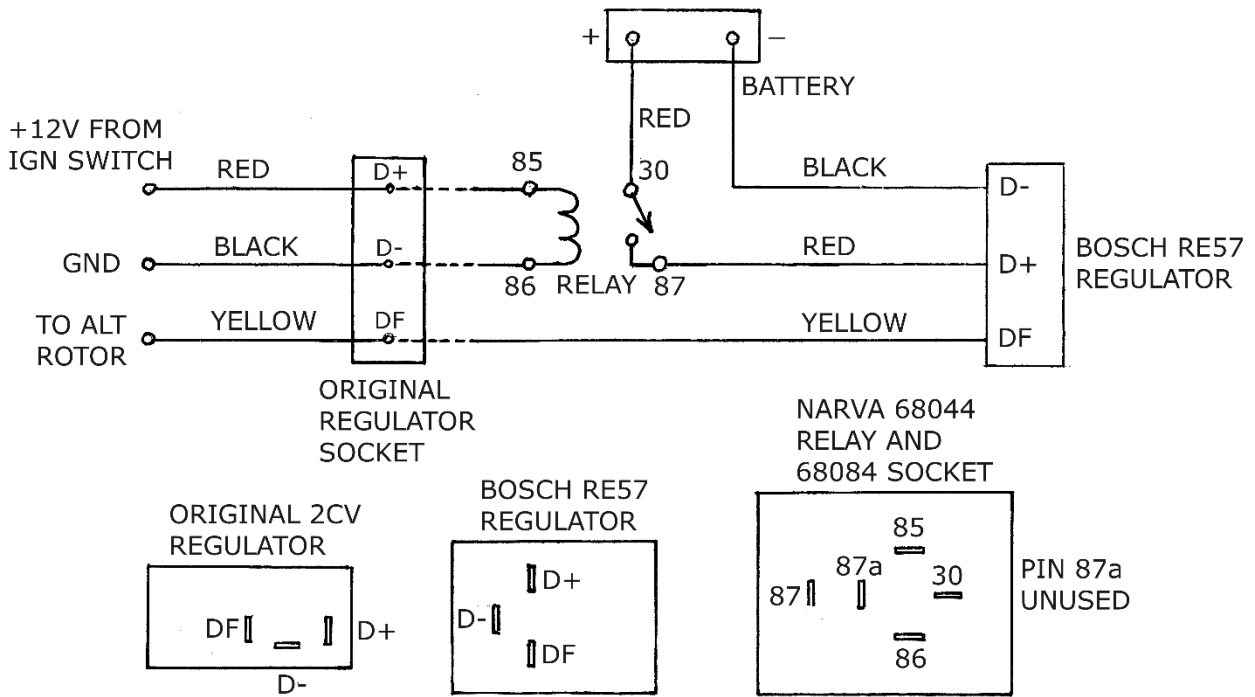 +
–
BATTERY
RED
+12V FROM
IGN SWITCH
RED
D+
85
30
BLACK
D-
GND
BLACK
D-
86
RELAY
87
RED
D+
BOSCH RE57
REGULATOR
TO ALT
ROTOR
YELLOW
DF
YELLOW
DF
ORIGINAL
REGULATOR
SOCKET
NARVA 68044
RELAY AND
68084 SOCKET
ORIGINAL 2CV
REGULATOR
DF
D+
D-
BOSCH RE57
REGULATOR
D+
D-
DF
85
87
87a
30
86
PIN 87a
UNUSED